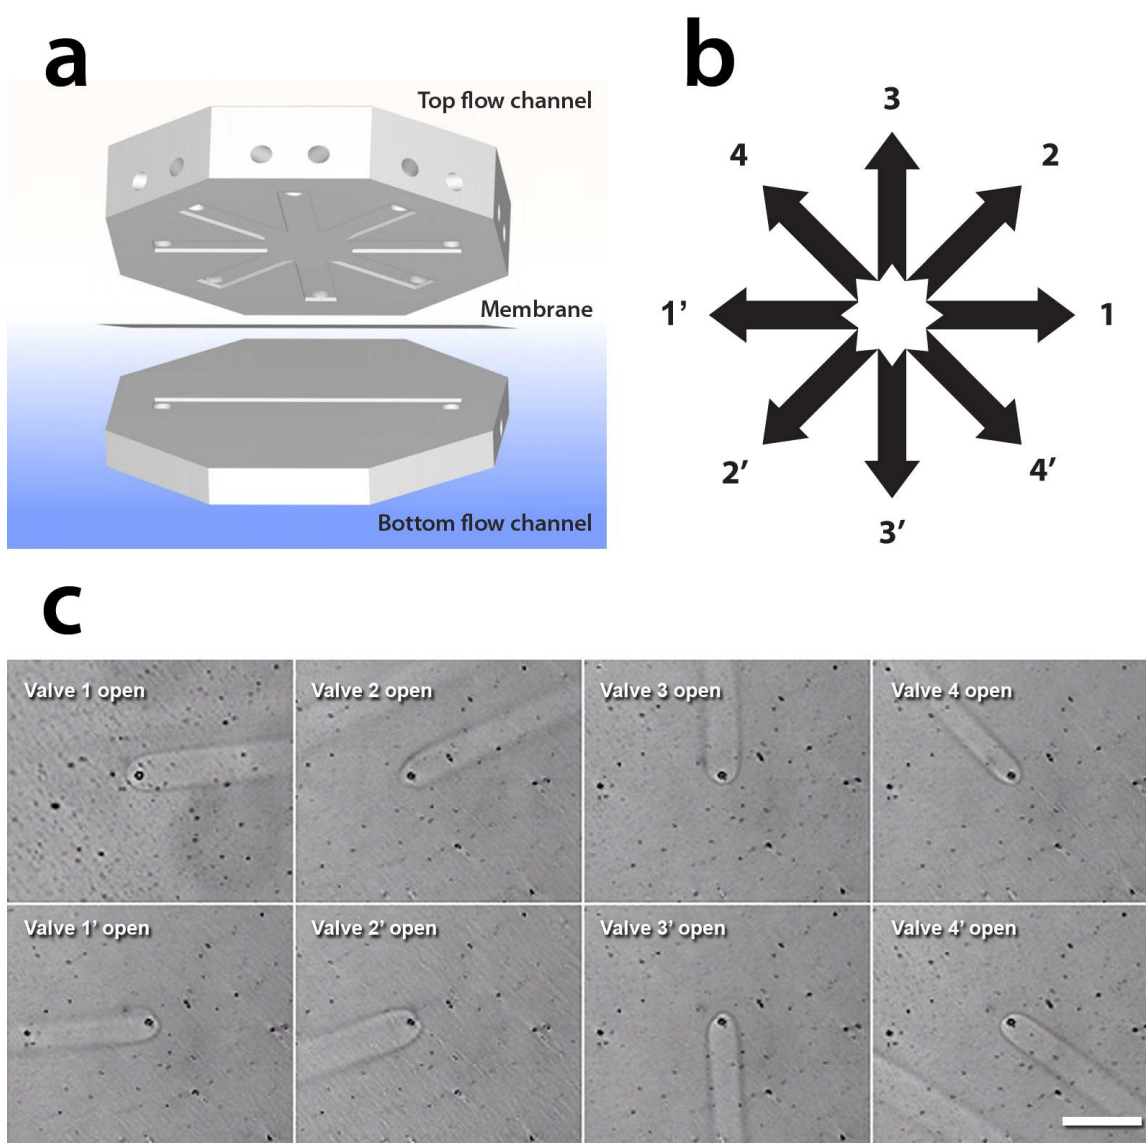 a
Top flow channel
Membrane
Bottom flow channel
b
3
4
2
1’
1
2’
4’
3’
c
Valve 1 open
Valve 2 open
Valve 3 open
Valve 4 open
Valve 1’ open
Valve 2’ open
Valve 3’ open
Valve 4’ open